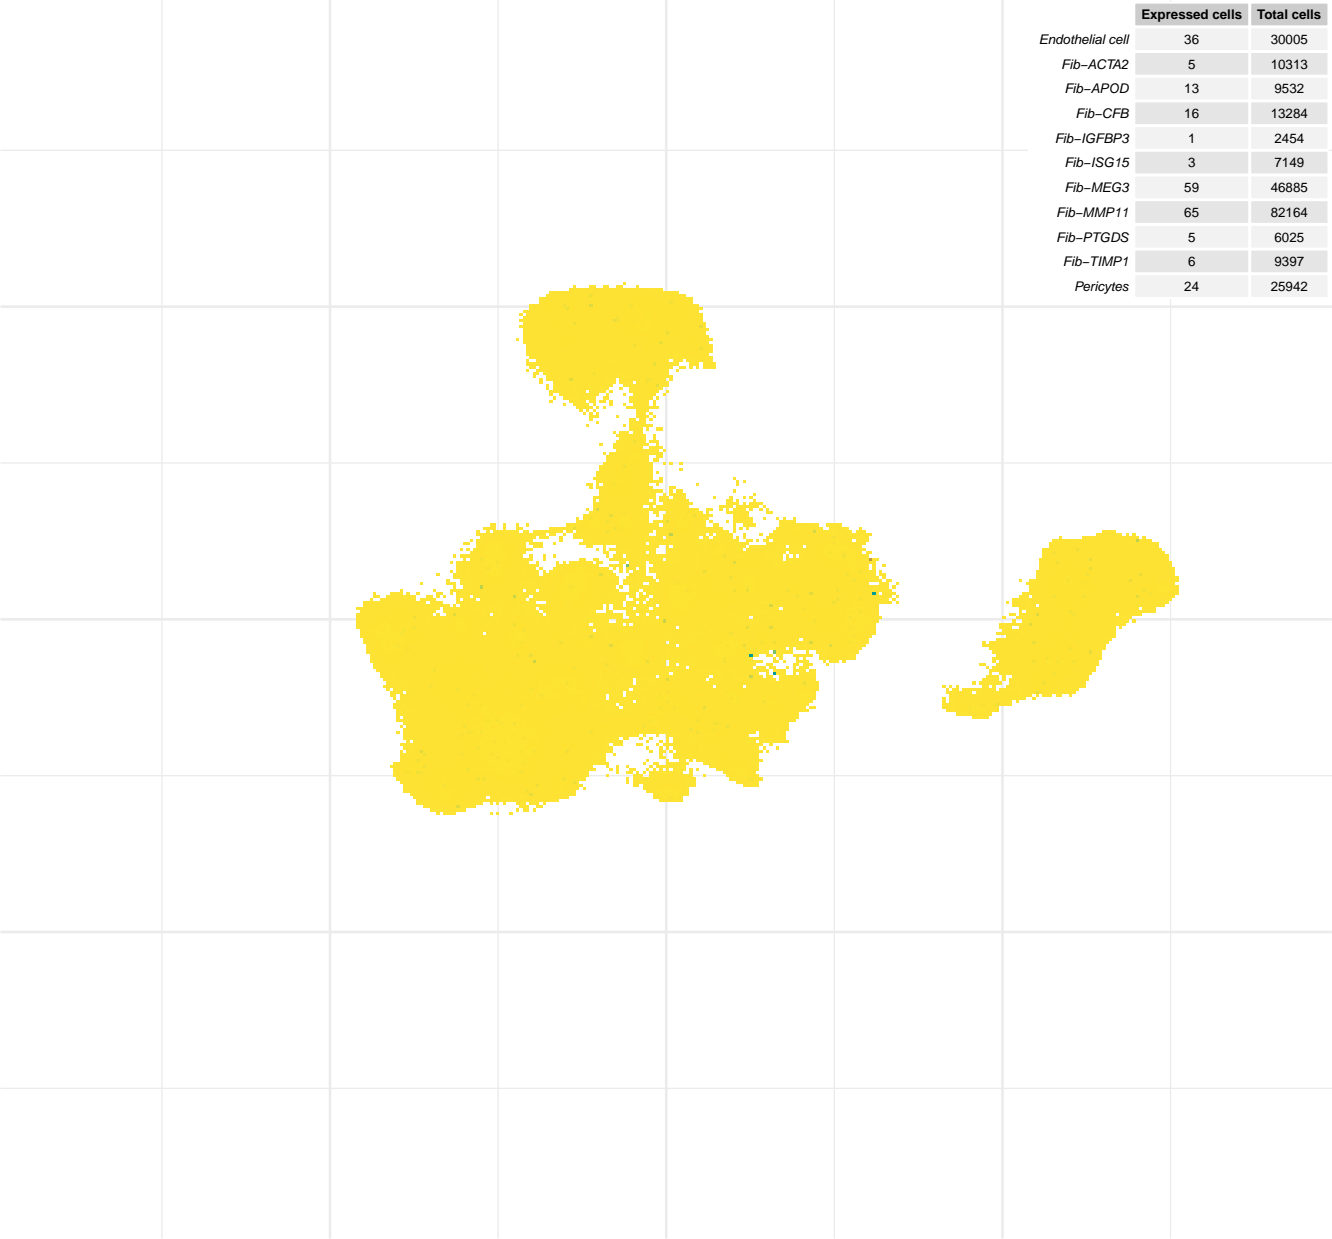 Expressed cells Total cells
Endothelial cell 36 30005
Fib−ACTA2 5 10313
Fib−APOD 13 9532
Fib−CFB 16 13284
Fib−IGFBP3 1 2454
Fib−ISG15 3 7149
Fib−MEG3 59 46885
Fib−MMP11 65 82164
Fib−PTGDS 5 6025
Fib−TIMP1 6 9397
Pericytes 24 25942